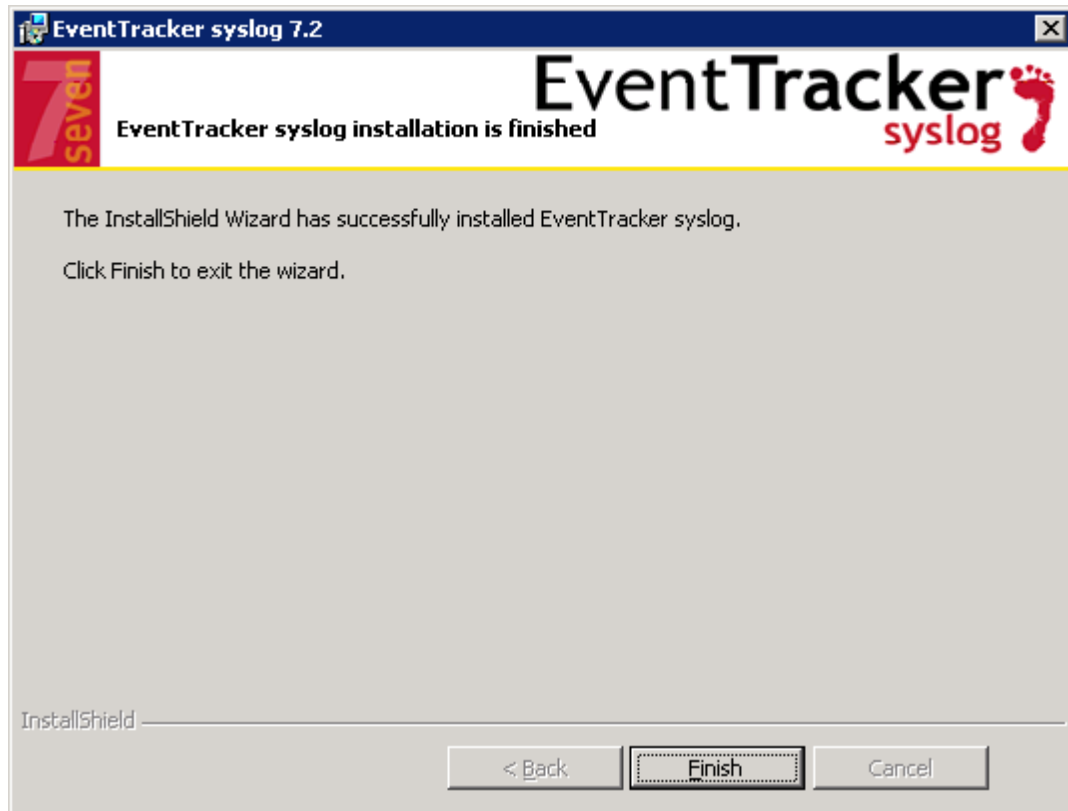 EventTracker syslog 7.2
7
seven
EventTracker
syslog
EventTracker syslog installation is finished
The InstallShield Wizard has successfully installed EventTracker syslog.
Click Finish to exit the wizard.
InstallShield
< Back
Finish
Cancel